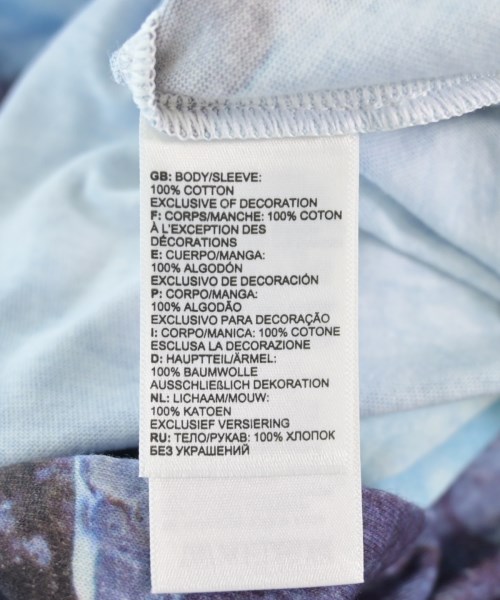 GB: BODY/SLEEVE:
100% COTTON
EXCLUSIVE OF DECORATION
F: CORPS/MANCHE: 100% COTON
À L'EXCEPTION DES
DÉCORATIONS
E: CUERPO/MANGA:
100% ALGODÓN
EXCLUSIVO DE DECORACIÓN
P: CORPO/MANGA:
100% ALGODÃO
EXCLUSIVO PARA DECORAÇÃO
I: CORPO/MANICA: 100% COTONE
ESCLUSA LA DECORAZIONE
D: HAUPTTEIL/ÄRMEL:
100% BAUMWOLLE
AUSSCHLIEßLICH DEKORATION
NL: LICHAAM/MOUW:
100% KATOEN
EXCLUSIEF VERSIERING
RU: ТЕЛО/РУКАВ: 100% ХЛОПОК
БЕЗ УКРАШЕНИЙ